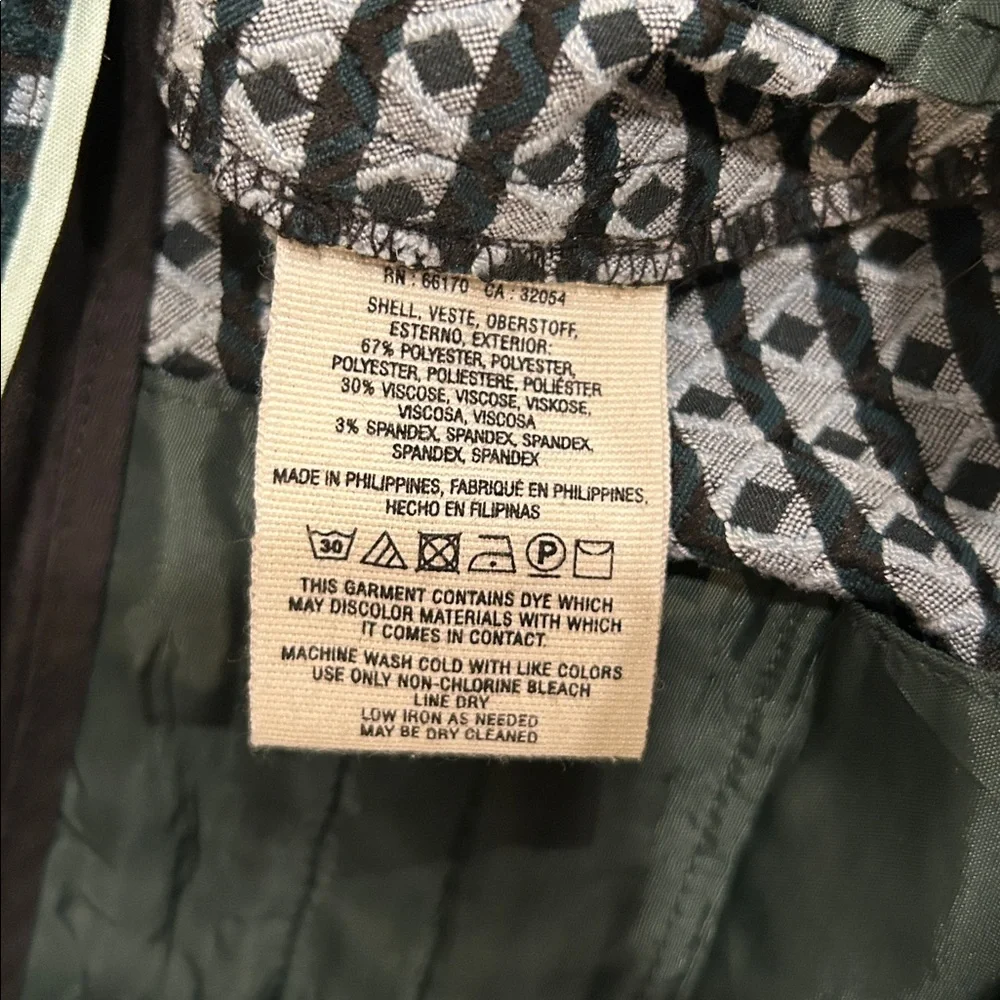 RN : 66170 CA : 32054
SHELL, VESTE, OBERSTOFF,
ESTERNO, EXTERIOR:
67% POLYESTER, POLYESTER,
POLYESTER, POLIESTERE, POLIÉSTER
30% VISCOSE, VISCOSE, VISKOSE,
VISCOSA, VISCOSA
3% SPANDEX, SPANDEX, SPANDEX,
SPANDEX, SPANDEX
MADE IN PHILIPPINES, FABRIQUÉ EN PHILIPPINES,
HECHO EN FILIPINAS
30 P
THIS GARMENT CONTAINS DYE WHICH
MAY DISCOLOR MATERIALS WITH WHICH
IT COMES IN CONTACT.
MACHINE WASH COLD WITH LIKE COLORS
USE ONLY NON-CHLORINE BLEACH
LINE DRY
LOW IRON AS NEEDED
MAY BE DRY CLEANED